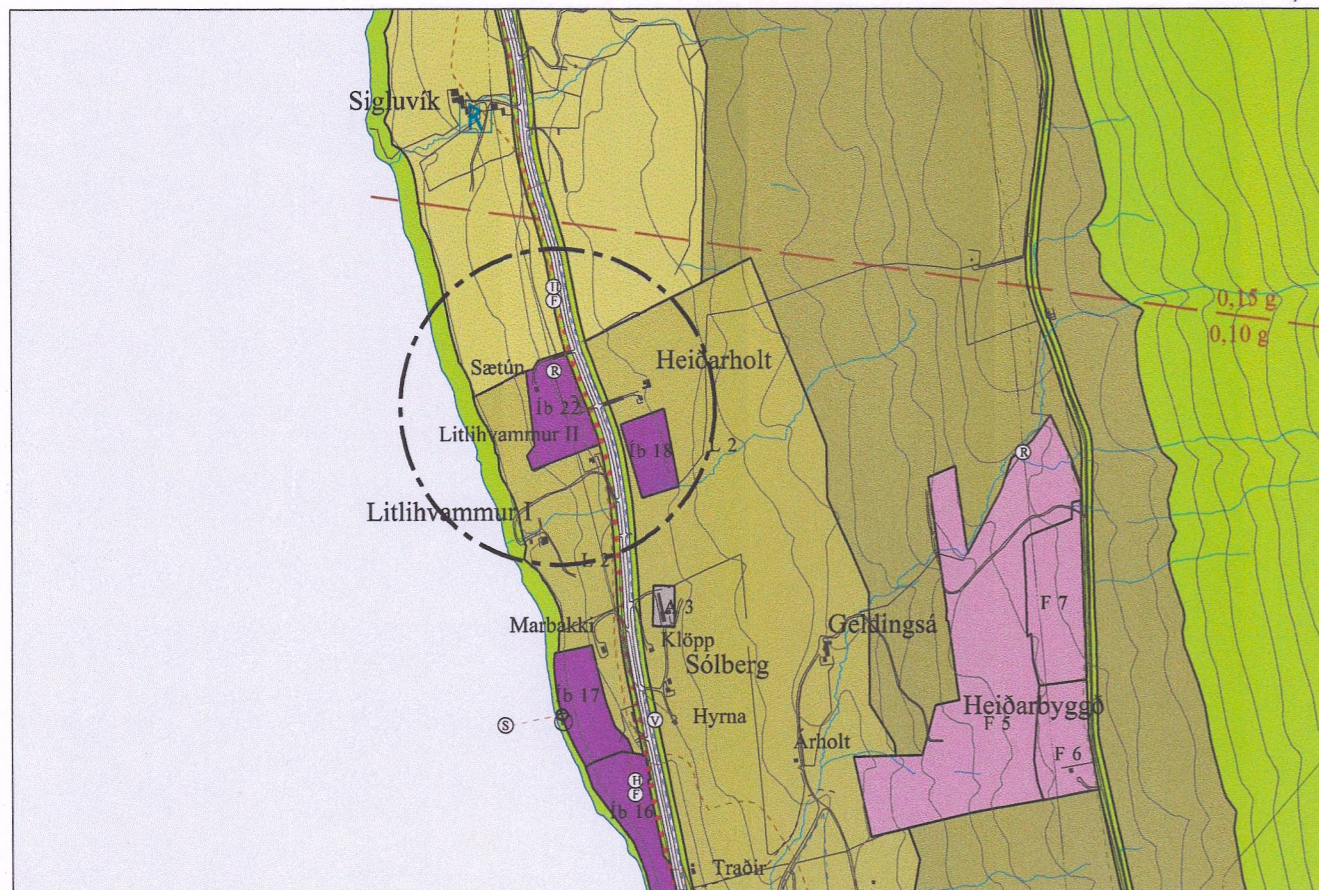 Sigluvík
R
0,15 g
0,10 g
H
F
Sætún
R
Heiðarholt
Íb 22
Litlihvammur II
Íb 18
L 2
R
Litlihvammur I
L 2
A 3
F 7
Marbakki
Klöpp
Geldingsá
Sólberg
Íb 17
Heiðarbyggð
S
V
Hyrna
F 5
Árholt
F 6
H
F
Íb 16
Traðir